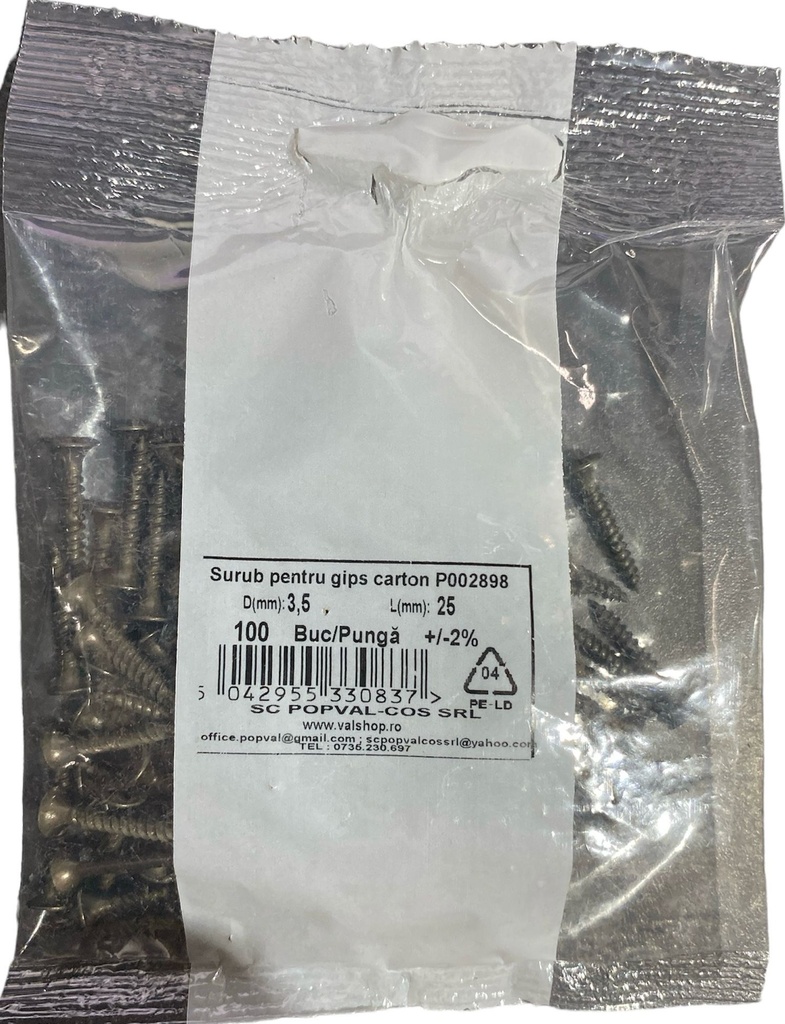 Surub pentru gips carton P002898
D(mm): 3,5 L(mm): 25
100 Buc/Pungă +/-2%
04
5 042955 330837 >
PE-LD
SC POPVAL-COS SRL
www.valshop.ro
office.popval@gmail.com ; scpopvalcossrl@yahoo.com
TEL : 0736.230.697